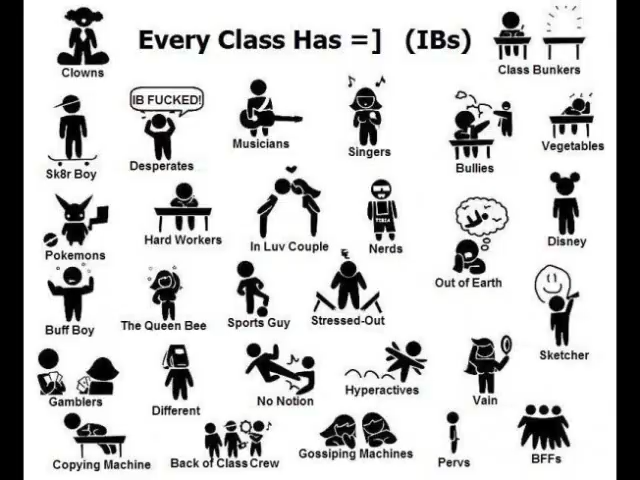 Every Class Has =] (IBs)
Clowns
Class Bunkers
IB FUCKED!
Sk8r Boy
Desperates
Musicians
Singers
Bullies
Vegetables
Pokemons
Hard Workers
In Luv Couple
TIBIA
Nerds
Out of Earth
Disney
Buff Boy
The Queen Bee
Sports Guy
Stressed-Out
Sketcher
Gamblers
Different
No Notion
Hyperactives
Vain
Copying Machine
Back of Class Crew
Gossiping Machines
Pervs
BFFs